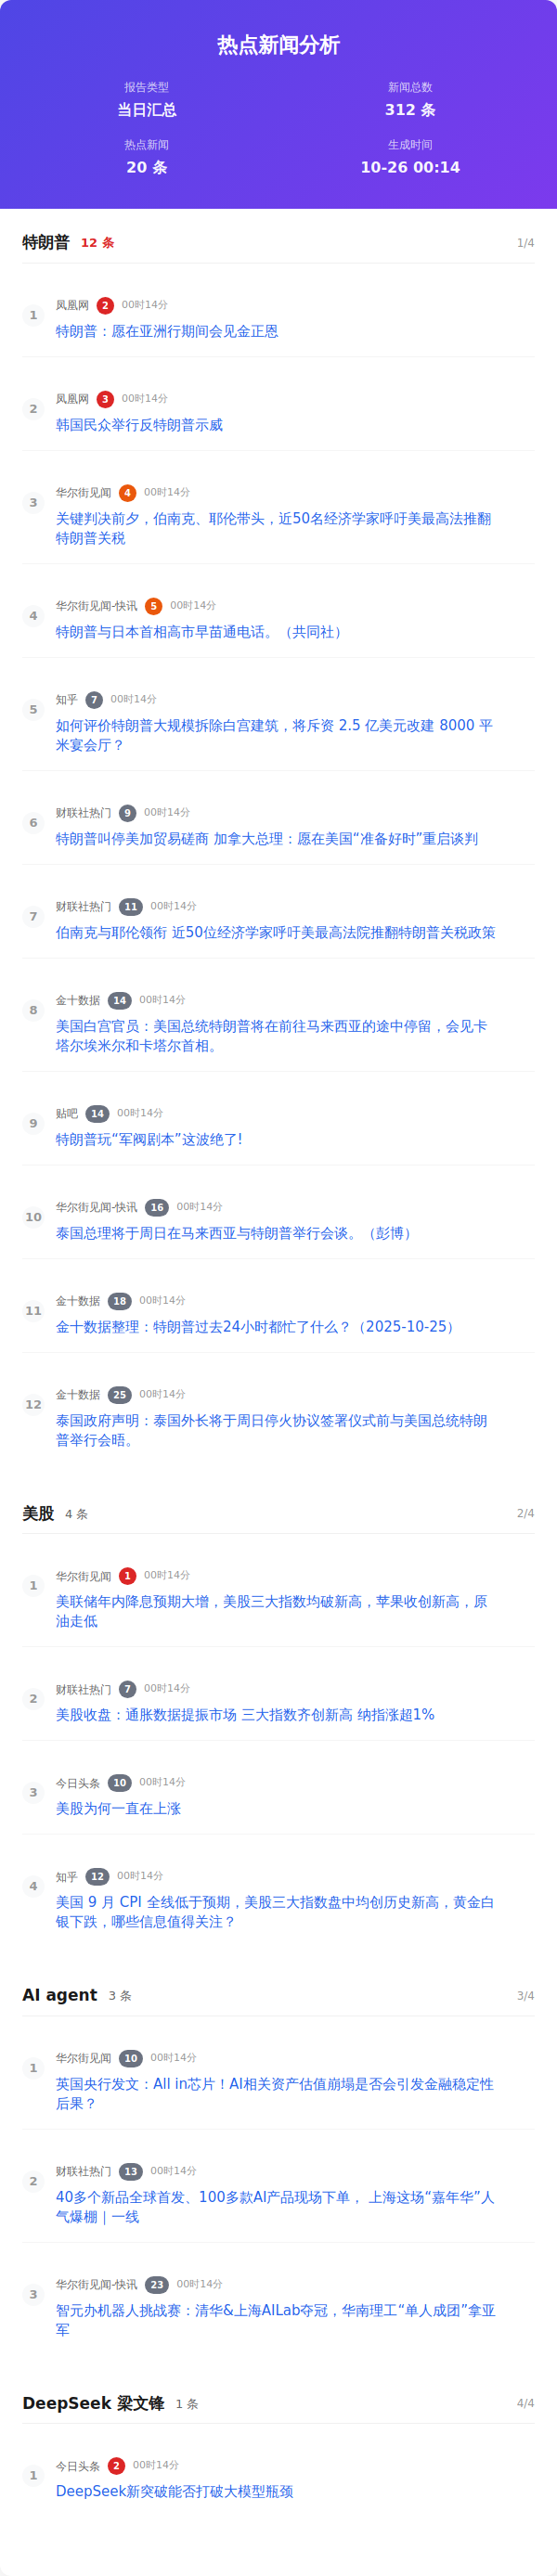 热点新闻分析
报告类型
当日汇总
新闻总数
312 条
热点新闻
20 条
生成时间
10-26 00:14
特朗普 12 条 1/4
1 凤凰网 2 00时14分
特朗普：愿在亚洲行期间会见金正恩
2 凤凰网 3 00时14分
韩国民众举行反特朗普示威
3 华尔街见闻 4 00时14分
关键判决前夕，伯南克、耶伦带头，近50名经济学家呼吁美最高法推翻
特朗普关税
4 华尔街见闻-快讯 5 00时14分
特朗普与日本首相高市早苗通电话。（共同社）
5 知乎 7 00时14分
如何评价特朗普大规模拆除白宫建筑，将斥资 2.5 亿美元改建 8000 平
米宴会厅？
6 财联社热门 9 00时14分
特朗普叫停美加贸易磋商 加拿大总理：愿在美国“准备好时”重启谈判
7 财联社热门 11 00时14分
伯南克与耶伦领衔 近50位经济学家呼吁美最高法院推翻特朗普关税政策
8 金十数据 14 00时14分
美国白宫官员：美国总统特朗普将在前往马来西亚的途中停留，会见卡
塔尔埃米尔和卡塔尔首相。
9 贴吧 14 00时14分
特朗普玩“军阀剧本”这波绝了!
10 华尔街见闻-快讯 16 00时14分
泰国总理将于周日在马来西亚与特朗普举行会谈。（彭博）
11 金十数据 18 00时14分
金十数据整理：特朗普过去24小时都忙了什么？（2025-10-25）
12 金十数据 25 00时14分
泰国政府声明：泰国外长将于周日停火协议签署仪式前与美国总统特朗
普举行会晤。
美股 4 条 2/4
1 华尔街见闻 1 00时14分
美联储年内降息预期大增，美股三大指数均破新高，苹果收创新高，原
油走低
2 财联社热门 7 00时14分
美股收盘：通胀数据提振市场 三大指数齐创新高 纳指涨超1%
3 今日头条 10 00时14分
美股为何一直在上涨
4 知乎 12 00时14分
美国 9 月 CPI 全线低于预期，美股三大指数盘中均创历史新高，黄金白
银下跌，哪些信息值得关注？
AI agent 3 条 3/4
1 华尔街见闻 10 00时14分
英国央行发文：All in芯片！AI相关资产估值崩塌是否会引发金融稳定性
后果？
2 财联社热门 13 00时14分
40多个新品全球首发、100多款AI产品现场下单， 上海这场“嘉年华”人
气爆棚｜一线
3 华尔街见闻-快讯 23 00时14分
智元办机器人挑战赛：清华&上海AILab夺冠，华南理工“单人成团”拿亚
军
DeepSeek 梁文锋 1 条 4/4
1 今日头条 2 00时14分
DeepSeek新突破能否打破大模型瓶颈